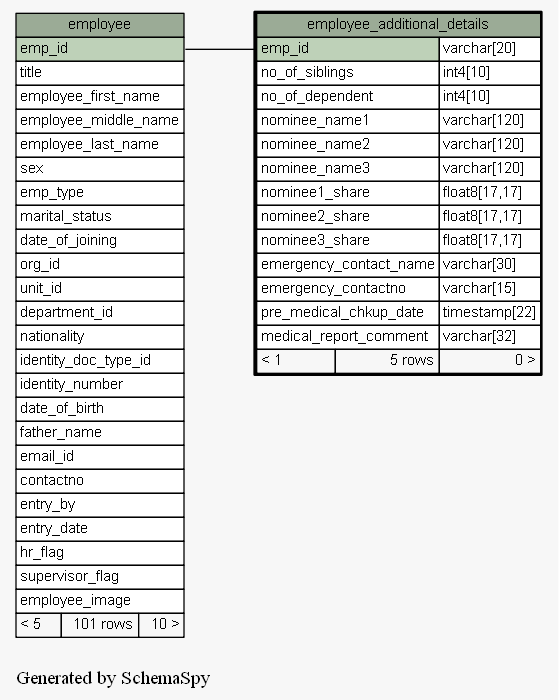 employee
emp_id
title
employee_first_name
employee_middle_name
employee_last_name
sex
emp_type
marital_status
date_of_joining
org_id
unit_id
department_id
nationality
identity_doc_type_id
identity_number
date_of_birth
father_name
email_id
contactno
entry_by
entry_date
hr_flag
supervisor_flag
employee_image
< 5 101 rows 10 >
employee_additional_details
emp_id varchar[20]
no_of_siblings int4[10]
no_of_dependent int4[10]
nominee_name1 varchar[120]
nominee_name2 varchar[120]
nominee_name3 varchar[120]
nominee1_share float8[17,17]
nominee2_share float8[17,17]
nominee3_share float8[17,17]
emergency_contact_name varchar[30]
emergency_contactno varchar[15]
pre_medical_chkup_date timestamp[22]
medical_report_comment varchar[32]
< 1 5 rows 0 >
Generated by SchemaSpy